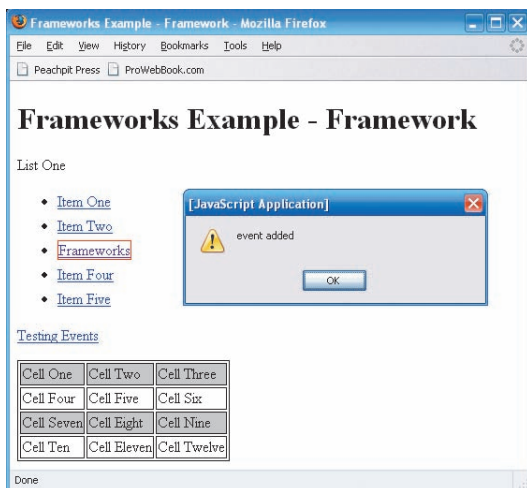 Frameworks Example - Framework - Mozilla Firefox
File Edit View History Bookmarks Tools Help
Peachpit Press ProWebBook.com
Frameworks Example - Framework
List One
Item One
Item Two
Frameworks
Item Four
Item Five
[JavaScript Application]
event added
OK
Testing Events
Cell One Cell Two Cell Three
Cell Four Cell Five Cell Six
Cell Seven Cell Eight Cell Nine
Cell Ten Cell Eleven Cell Twelve
Done